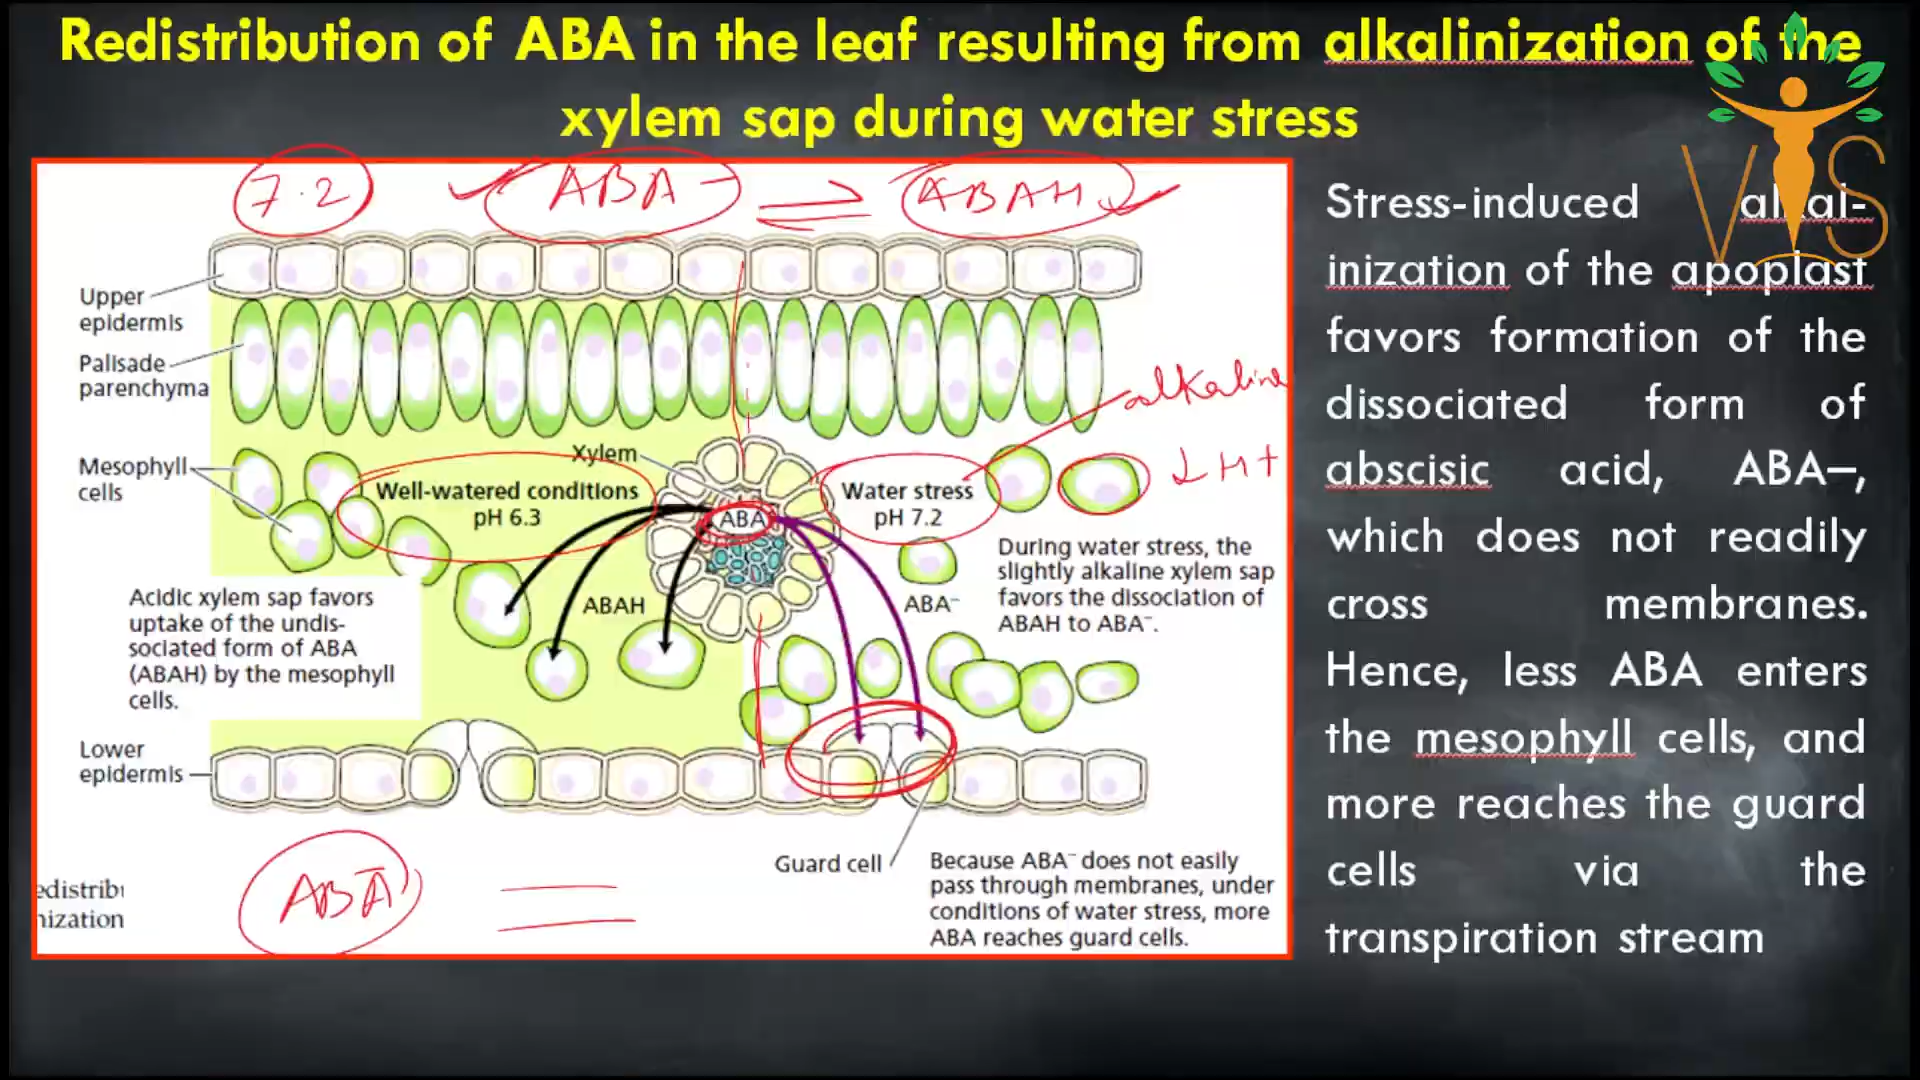 Redistribution of ABA in the leaf resulting from alkalinization of the
xylem sap during water stress
VIS
7.2
ABA-
ABAH
Upper
epidermis
Palisade
parenchyma
Mesophyll
cells
Xylem
Well-watered conditions
pH 6.3
ABA
Water stress
pH 7.2
alkaline
↓H+
During water stress, the
slightly alkaline xylem sap
favors the dissociation of
ABAH to ABA⁻.
Acidic xylem sap favors
uptake of the undis-
sociated form of ABA
(ABAH) by the mesophyll
cells.
ABAH
ABA⁻
Lower
epidermis
Guard cell
Because ABA⁻ does not easily
pass through membranes, under
conditions of water stress, more
ABA reaches guard cells.
ABA-
edistrib
nization
Stress-induced alkal-
inization of the apoplast
favors formation of the
dissociated form of
abscisic acid, ABA–,
which does not readily
cross membranes.
Hence, less ABA enters
the mesophyll cells, and
more reaches the guard
cells via the
transpiration stream